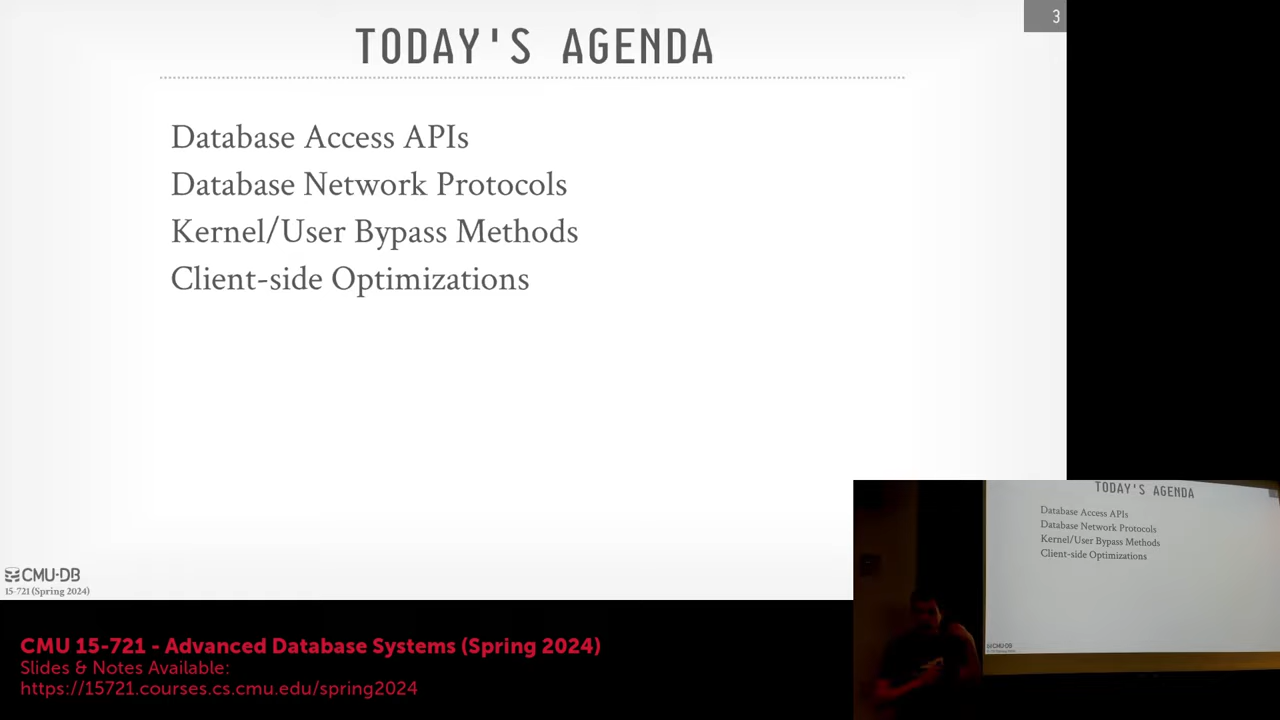 3
TODAY'S AGENDA
Database Access APIs
Database Network Protocols
Kernel/User Bypass Methods
Client-side Optimizations
CMU·DB
15-721 (Spring 2024)
TODAY'S AGENDA
Database Access APIs
Database Network Protocols
Kernel/User Bypass Methods
Client-side Optimizations
CMU·DB
CMU 15-721 - Advanced Database Systems (Spring 2024)
Slides & Notes Available:
https://15721.courses.cs.cmu.edu/spring2024